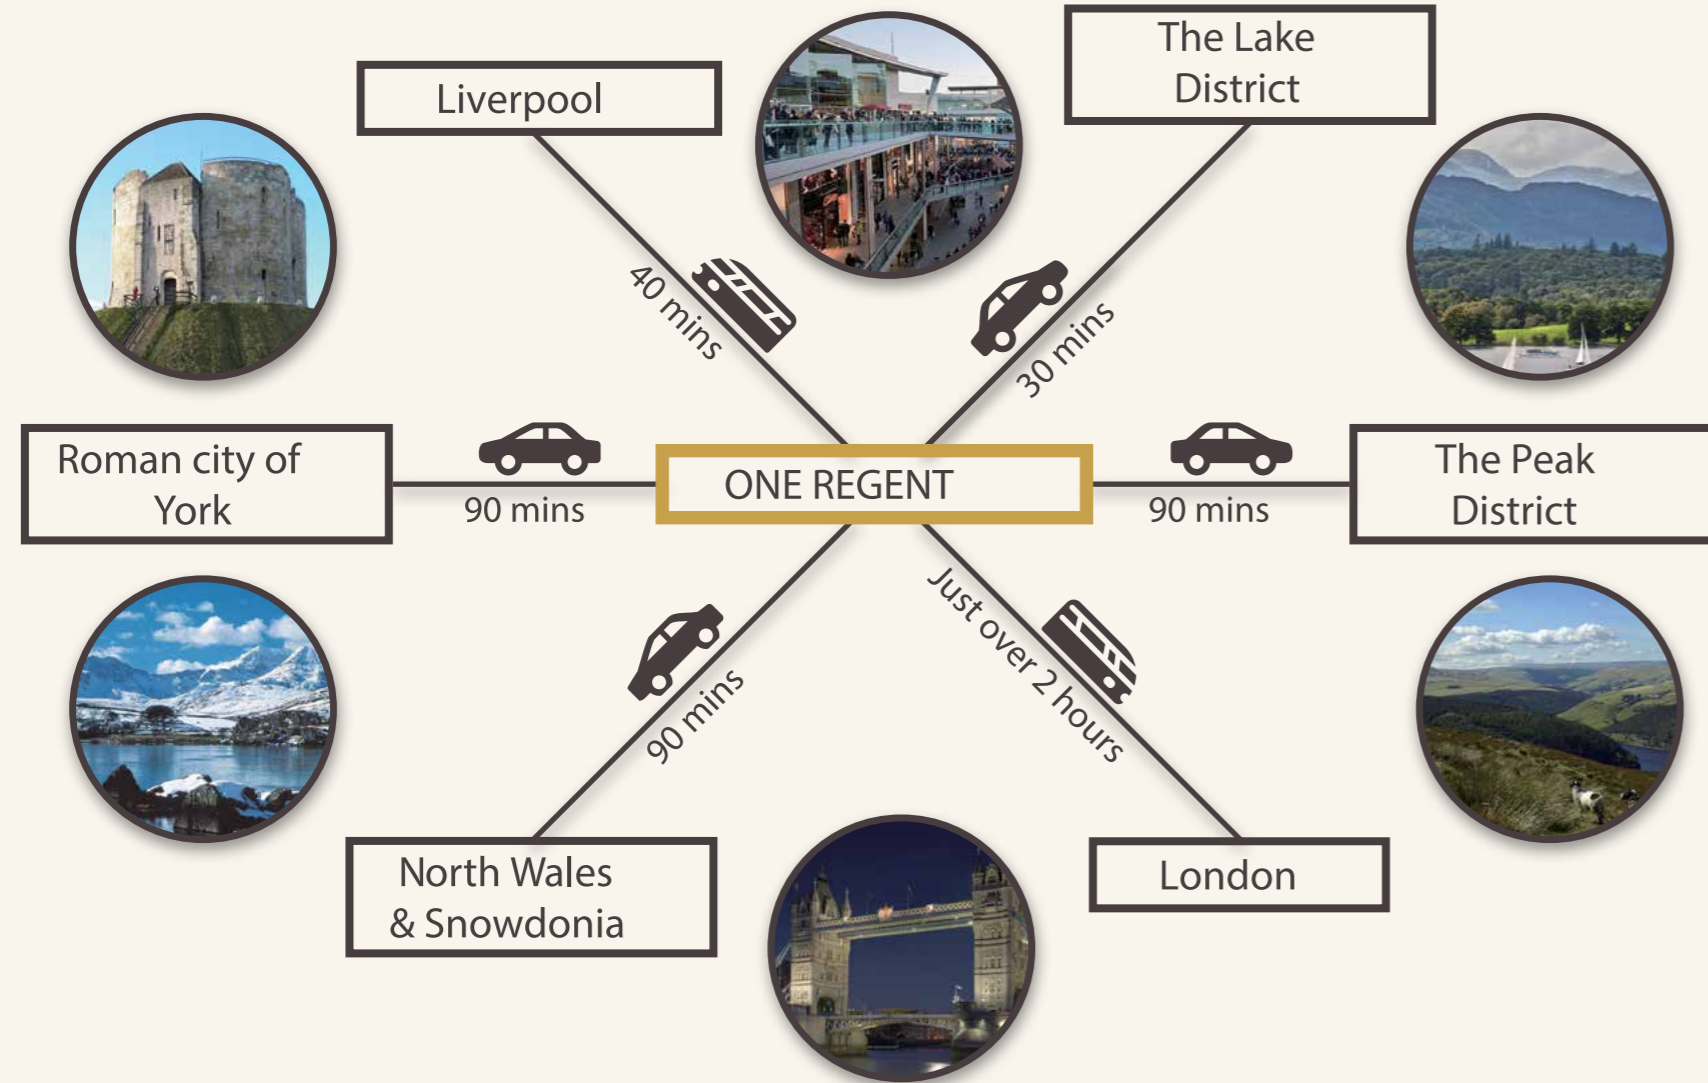 The Lake
District
Liverpool
40 mins
30 mins
Roman city of
York
90 mins
ONE REGENT
90 mins
The Peak
District
90 mins
Just over 2 hours
North Wales
& Snowdonia
London